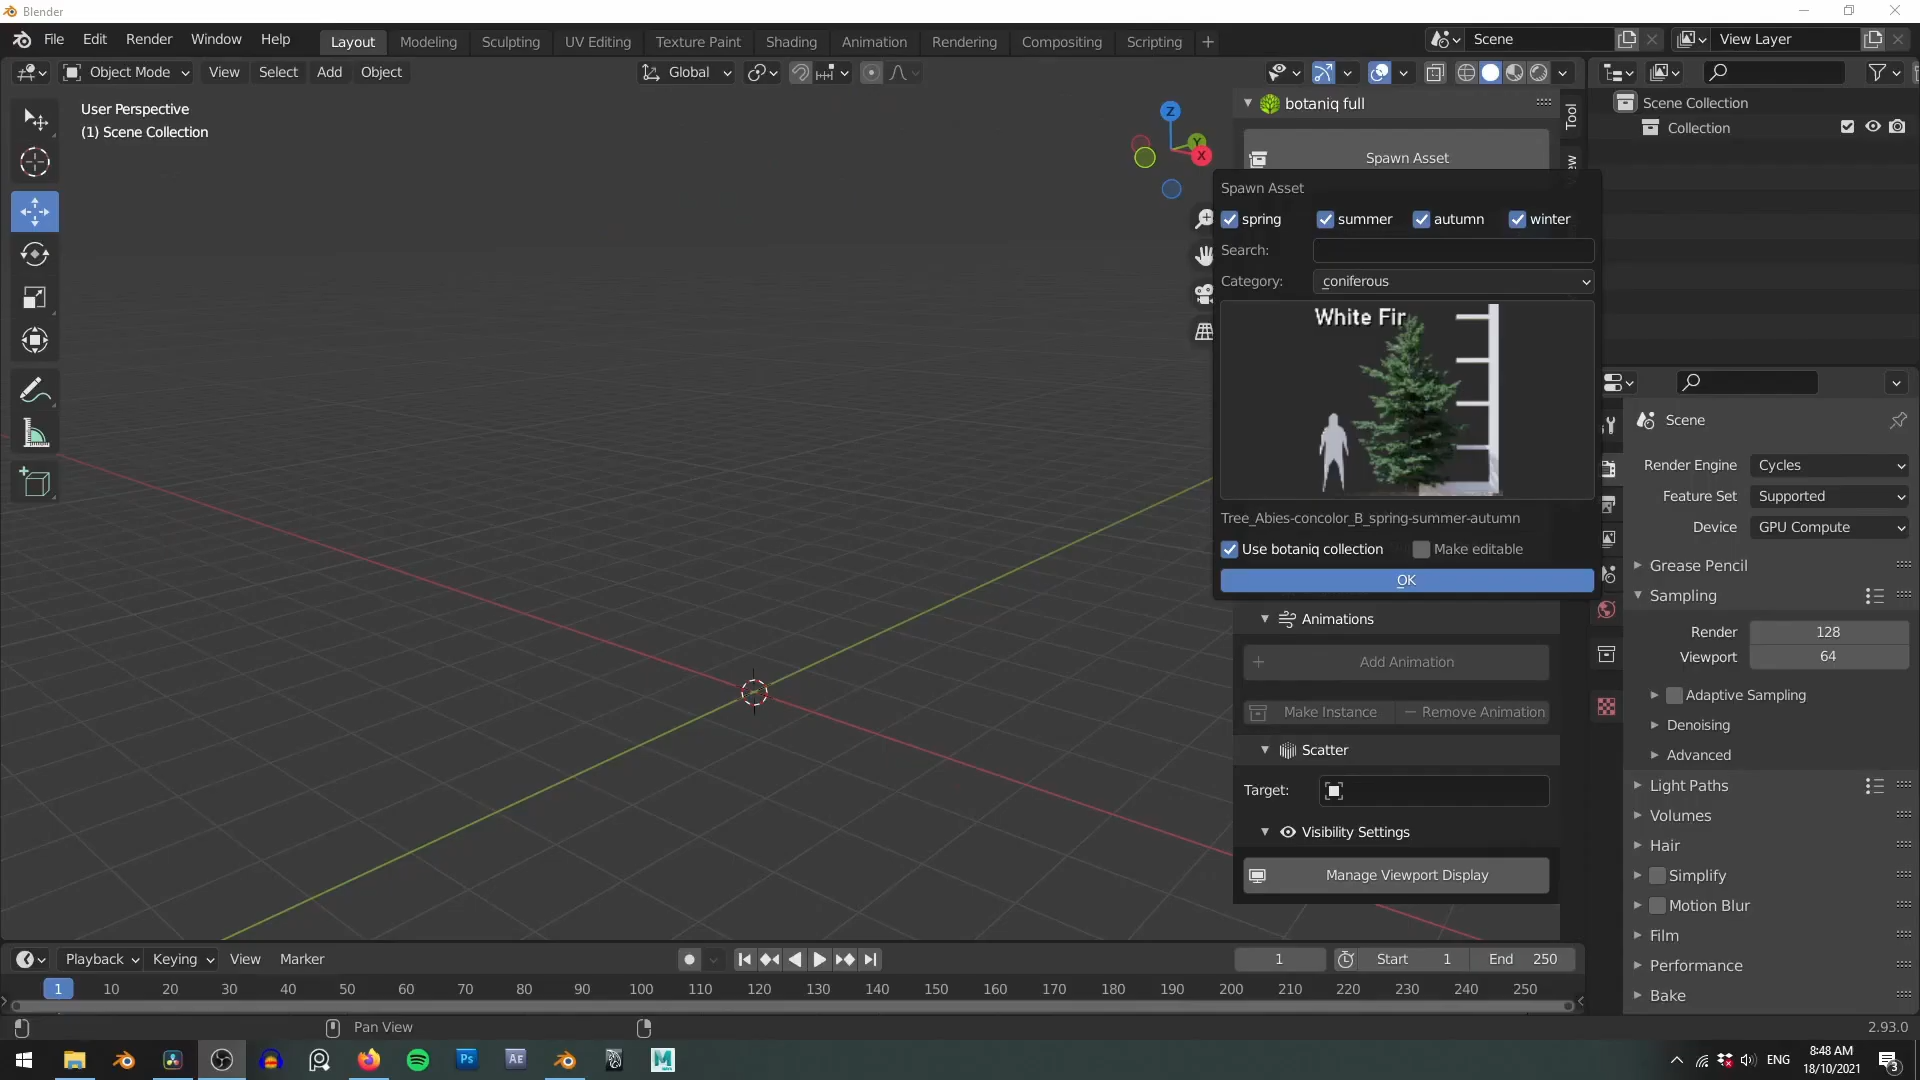 Blender
File Edit Render Window Help Layout Modeling Sculpting UV Editing Texture Paint Shading Animation Rendering Compositing Scripting + Scene View Layer
Object Mode View Select Add Object Global
User Perspective
(1) Scene Collection
Z
Y
X
botaniq full
Spawn Asset
Tool
Spawn Asset
spring summer autumn winter
Search:
Category: _coniferous
White Fir
Tree_Abies-concolor_B_spring-summer-autumn
Use botaniq collection Make editable
OK
Animations
Add Animation
Make Instance Remove Animation
Scatter
Target:
Visibility Settings
Manage Viewport Display
Scene Collection
Collection
Scene
Render Engine Cycles
Feature Set Supported
Device GPU Compute
Grease Pencil
Sampling
Render 128
Viewport 64
Adaptive Sampling
Denoising
Advanced
Light Paths
Volumes
Hair
Simplify
Motion Blur
Film
Performance
Bake
Playback Keying View Marker 1 Start 1 End 250
1 10 20 30 40 50 60 70 80 90 100 110 120 130 140 150 160 170 180 190 200 210 220 230 240 250
Pan View 2.93.0
Ps Ae M ENG 8:48 AM
18/10/2021 3